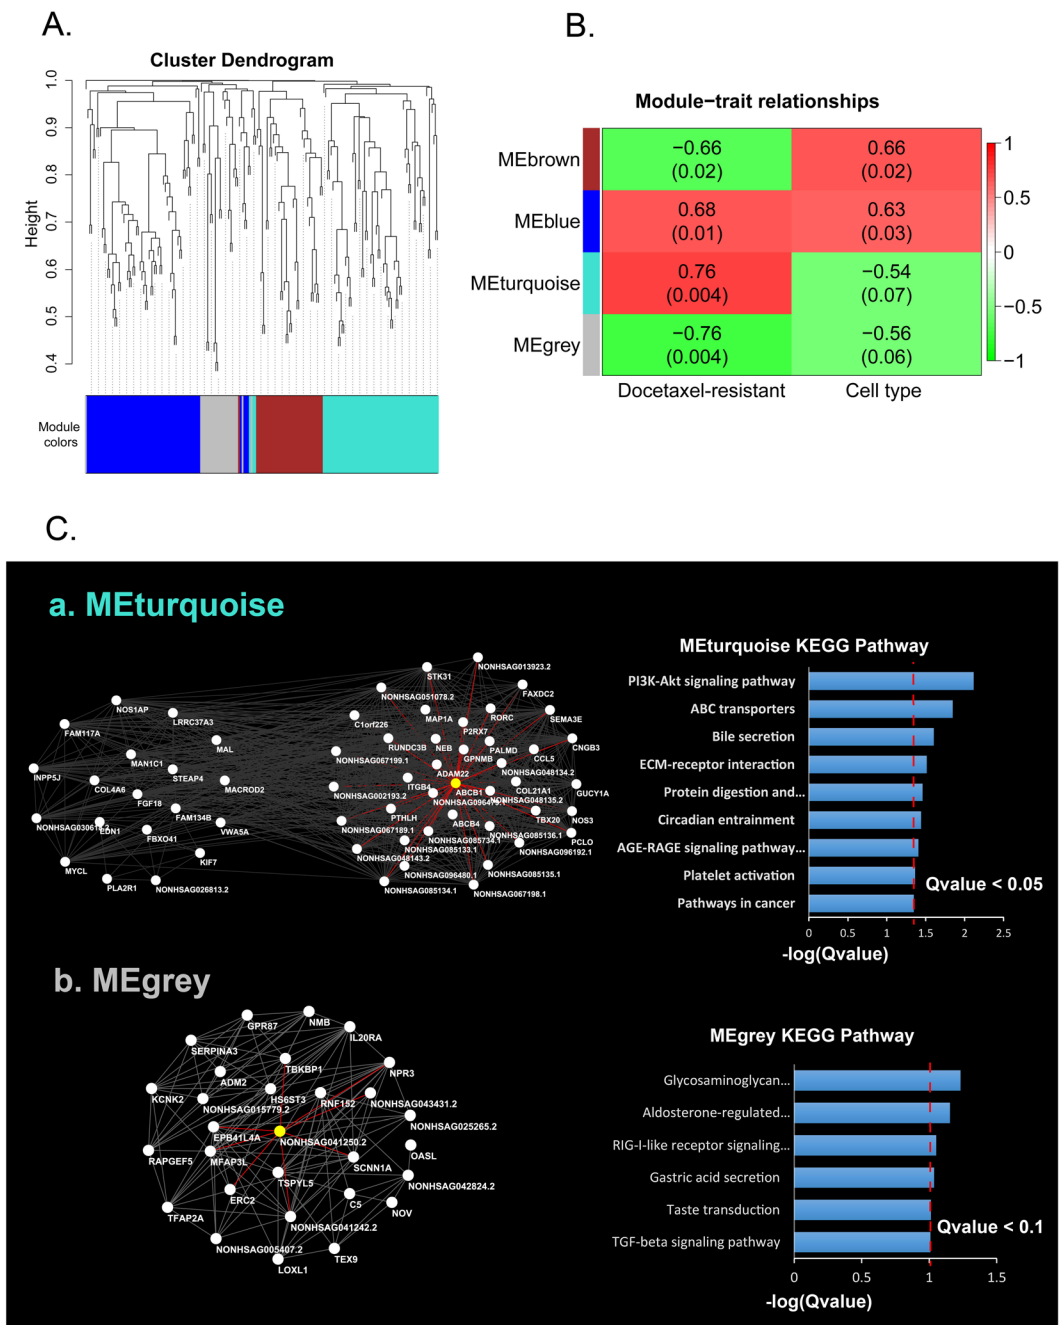 A.
Cluster Dendrogram
Height
1.0
0.9
0.8
0.7
0.6
0.5
0.4
Module
colors
B.
Module−trait relationships
MEbrown
MEblue
MEturquoise
MEgrey
−0.66
(0.02)
0.66
(0.02)
0.68
(0.01)
0.63
(0.03)
0.76
(0.004)
−0.54
(0.07)
−0.76
(0.004)
−0.56
(0.06)
Docetaxel-resistant
Cell type
1
0.5
0
−0.5
−1
C.
a. MEturquoise
NONHSAG013923.2
STK31
NONHSAG051078.2
FAXDC2
NOS1AP
LRRC37A3
FAM117A
C1orf226
MAP1A
RORC
SEMA3E
P2RX7
MAL
RUNDC3B
NEB
PALMD
CNGB3
MAN1C1
NONHSAG067199.1
GPNMB
CCL5
INPP5J
STEAP4
ADAM22
NONHSAG048134.2
COL4A6
MACROD2
NONHSAG002193.2
ITGB4
ABCB1
COL21A1
GUCY1A
FGF18
NONHSAG096479.1
NONHSAG048135.2
FAM134B
PTHLH
ABCB4
TBX20
NOS3
EDN1
VWA5A
NONHSAG067189.1
NONHSAG085136.1
FBXO41
NONHSAG085734.1
PCLO
NONHSAG085133.1
NONHSAG096192.1
KIF7
NONHSAG048143.2
MYCL
NONHSAG096480.1
NONHSAG085135.1
PLA2R1
NONHSAG026813.2
NONHSAG085134.1
NONHSAG067198.1
MEturquoise KEGG Pathway
PI3K-Akt signaling pathway
ABC transporters
Bile secretion
ECM-receptor interaction
Protein digestion and...
Circadian entrainment
AGE-RAGE signaling pathway...
Platelet activation
Pathways in cancer
Qvalue < 0.05
0
0.5
1
1.5
2
2.5
-log(Qvalue)
b. MEgrey
GPR87
NMB
IL20RA
SERPINA3
TBKBP1
NPR3
ADM2
KCNK2
HS6ST3
RNF152
NONHSAG043431.2
NONHSAG015779.2
NONHSAG025265.2
EPB41L4A
NONHSAG041250.2
OASL
RAPGEF5
MFAP3L
SCNN1A
TSPYL5
NONHSAG042824.2
ERC2
C5
NOV
TFAP2A
NONHSAG041242.2
NONHSAG005407.2
TEX9
LOXL1
MEgrey KEGG Pathway
Glycosaminoglycan...
Aldosterone-regulated...
RIG-I-like receptor signaling...
Gastric acid secretion
Taste transduction
TGF-beta signaling pathway
Qvalue < 0.1
0
0.5
1
1.5
-log(Qvalue)